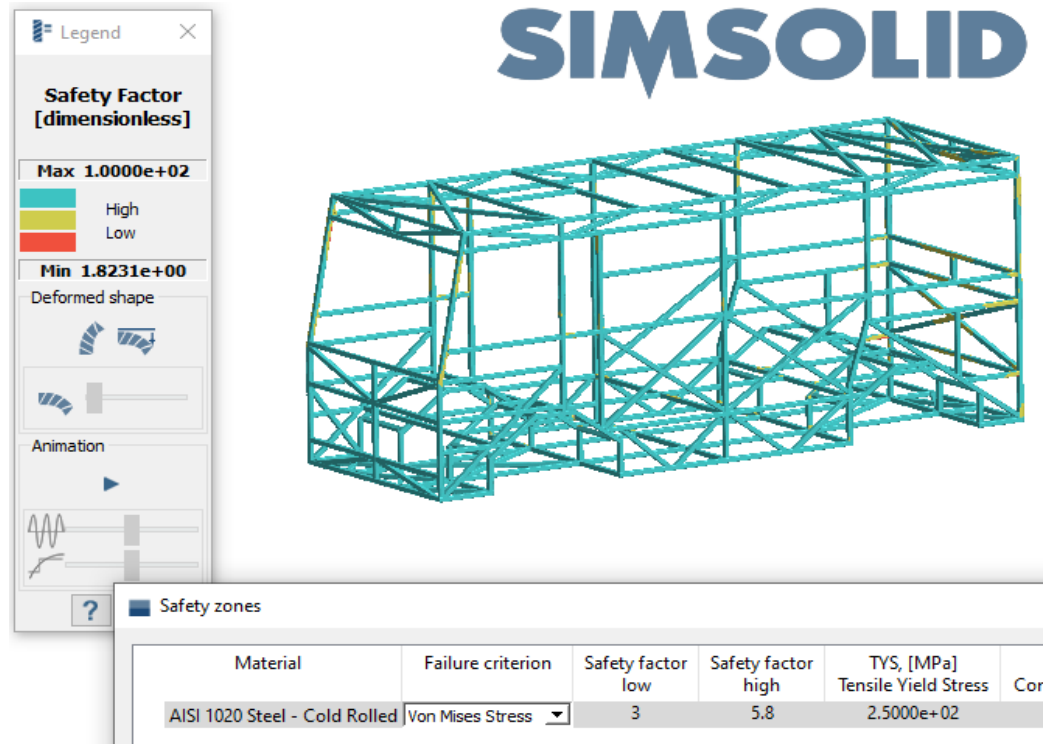 Legend
SIMSOLID
Safety Factor
[dimensionless]
Max 1.0000e+02
High
Low
Min 1.8231e+00
Deformed shape
Animation
?
Safety zones
Material Failure criterion Safety factor low Safety factor high TYS, [MPa] Tensile Yield Stress
AISI 1020 Steel - Cold Rolled Von Mises Stress 3 5.8 2.5000e+02